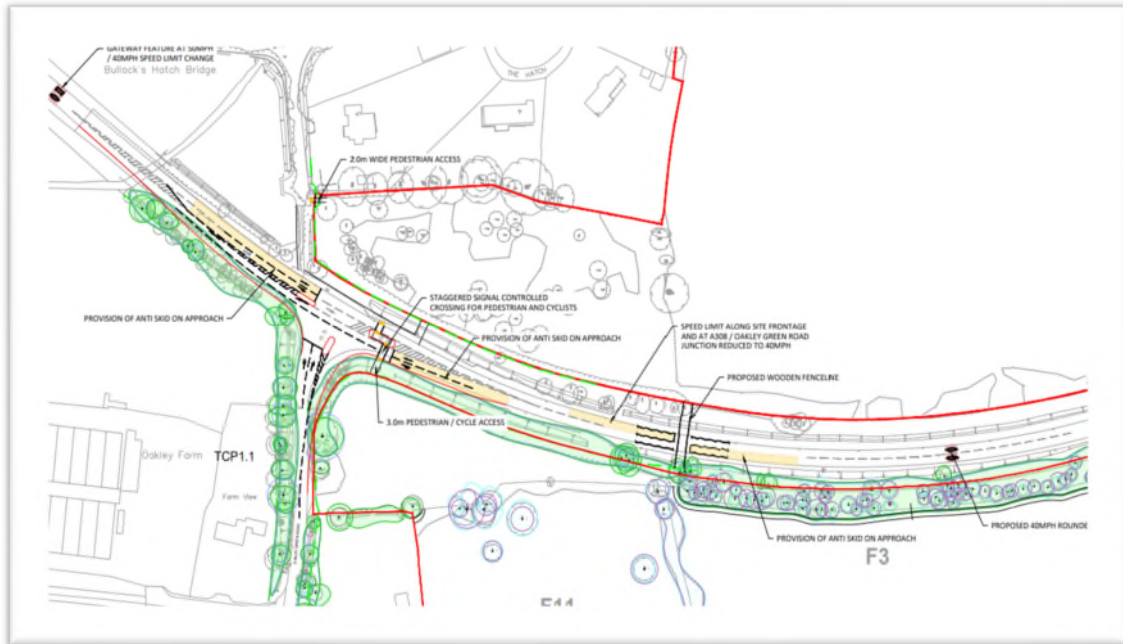 GATEWAY FEATURE AT 50MPH
/ 40MPH SPEED LIMIT CHANGE
Bullock's Hatch Bridge
THE HATCH
2.0m WIDE PEDESTRIAN ACCESS
STAGGERED SIGNAL CONTROLLED
CROSSING FOR PEDESTRIAN AND CYCLISTS
PROVISION OF ANTI SKID ON APPROACH
PROVISION OF ANTI SKID ON APPROACH
SPEED LIMIT ALONG SITE FRONTAGE
AND AT A308 / OAKLEY GREEN ROAD
JUNCTION REDUCED TO 40MPH
PROPOSED WOODEN FENCELINE
3.0m PEDESTRIAN / CYCLE ACCESS
Oakley Farm
TCP1.1
Farm View
PROPOSED 40MPH ROUNDE
PROVISION OF ANTI SKID ON APPROACH
F3